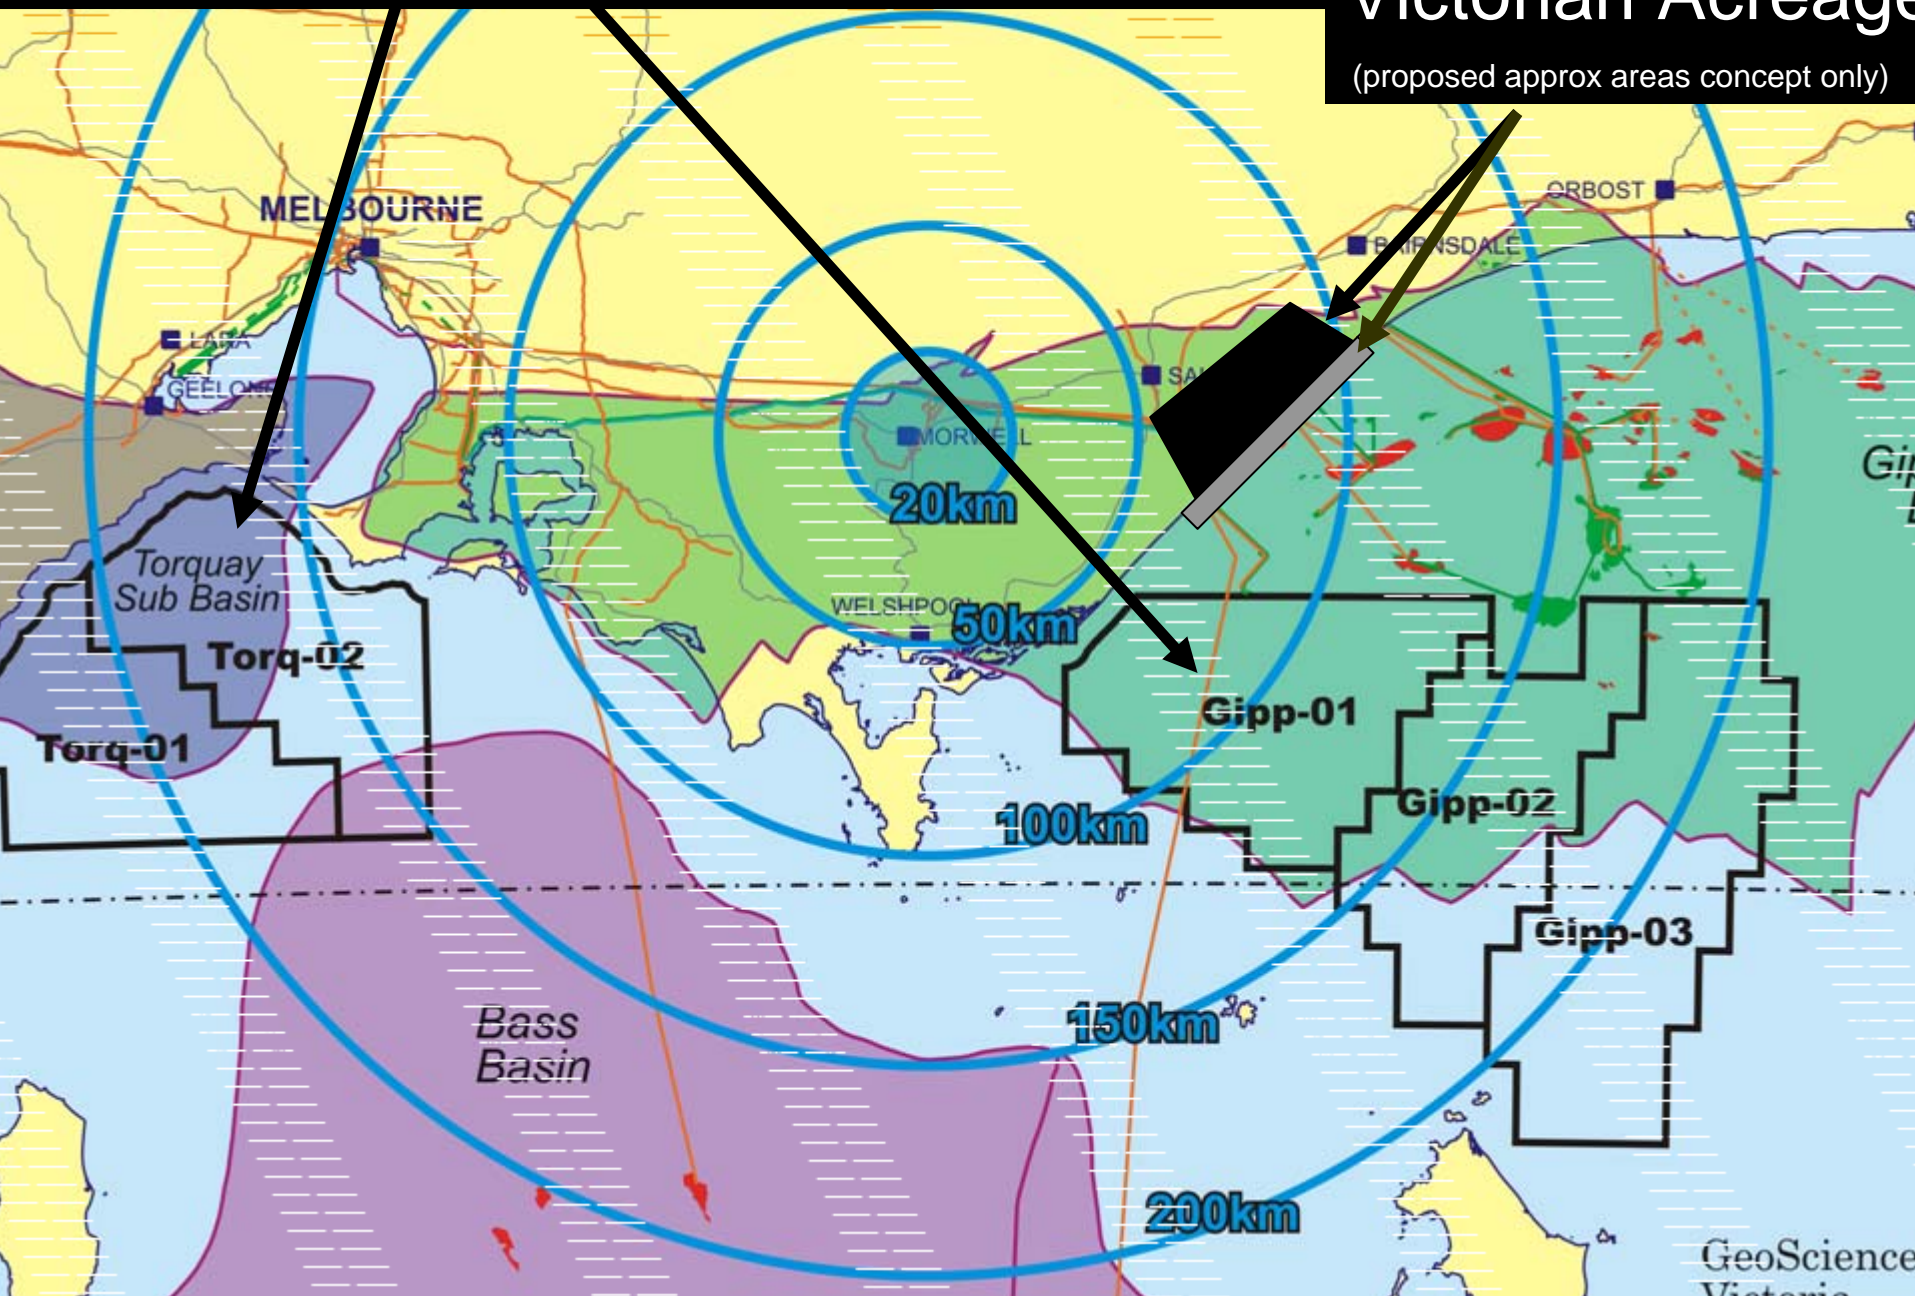 Victorian Acreage
(proposed approx areas concept only)
ORBOST
MELBOURNE
BAIRNSDALE
LARA
GEELONG
MORWELL
20km
Torquay
Sub Basin
WELSHPOOL
50km
Torq-02
Gipp-01
Torq-01
Gipp-02
100km
Gipp-03
Bass
Basin
150km
200km
GeoScience
Victoria